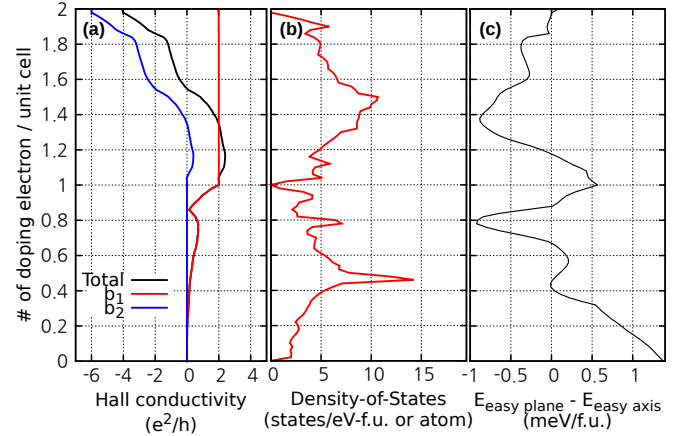 (a)
(b)
(c)
# of doping electron / unit cell
2
1.8
1.6
1.4
1.2
1
0.8
0.6
0.4
0.2
0
Total
b1
b2
-6 -4 -2 0 2 4
0 5 10 15
-1 -0.5 0 0.5 1
Hall conductivity
(e²/h)
Density-of-States
(states/eV-f.u. or atom)
Eeasy plane - Eeasy axis
(meV/f.u.)